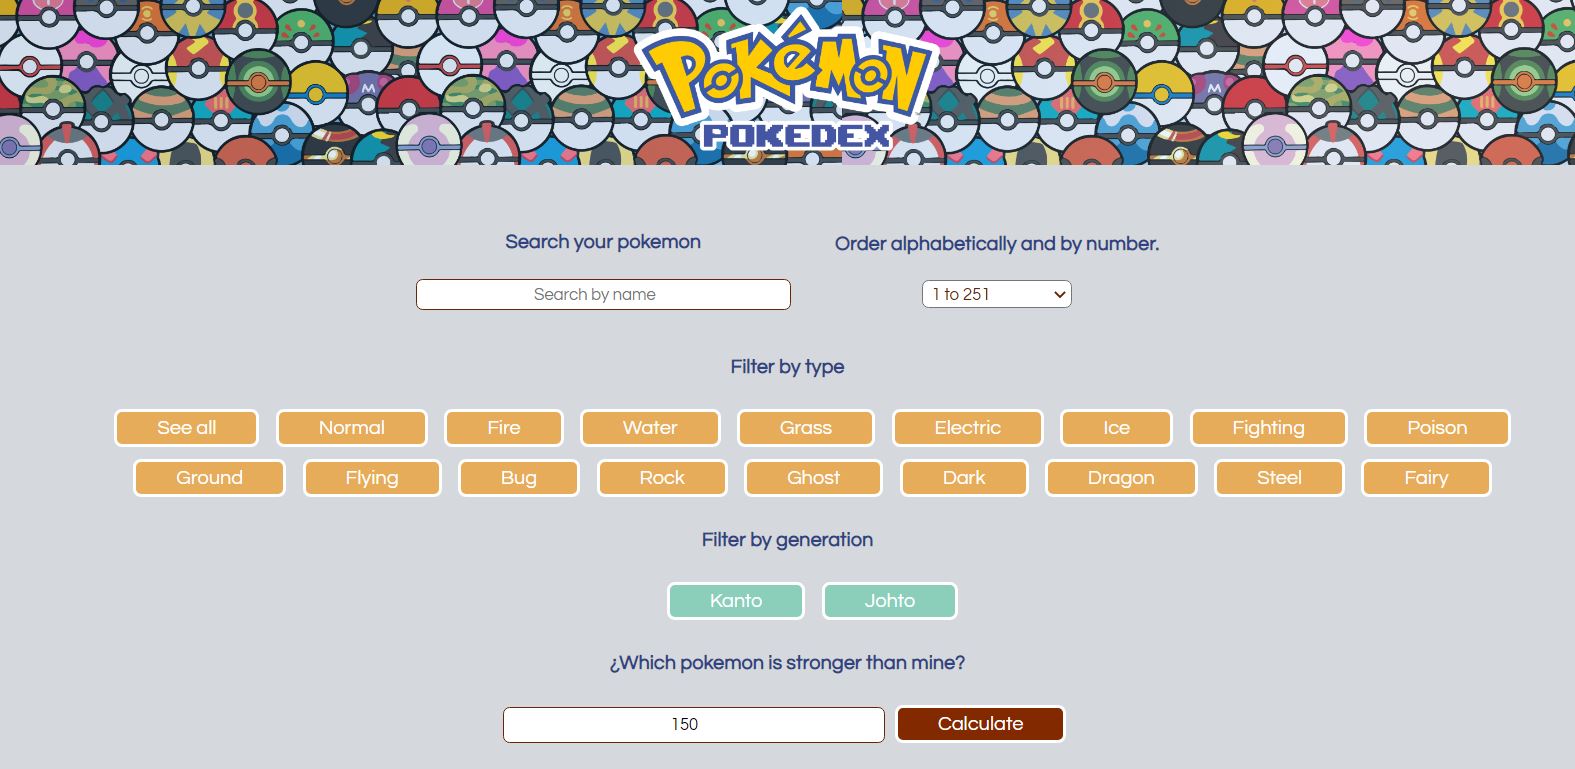 POKéMON
POKEDEX
Search your pokemon
Order alphabetically and by number.
Search by name
1 to 251
Filter by type
See all Normal Fire Water Grass Electric Ice Fighting Poison
Ground Flying Bug Rock Ghost Dark Dragon Steel Fairy
Filter by generation
Kanto Johto
¿Which pokemon is stronger than mine?
150 Calculate